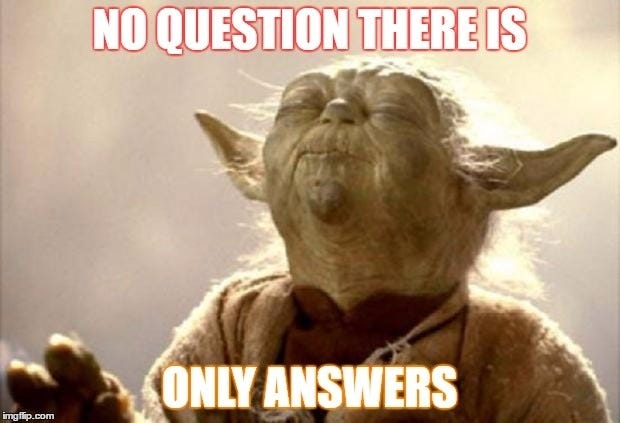 NO QUESTION THERE IS
ONLY ANSWERS
imgflip.com